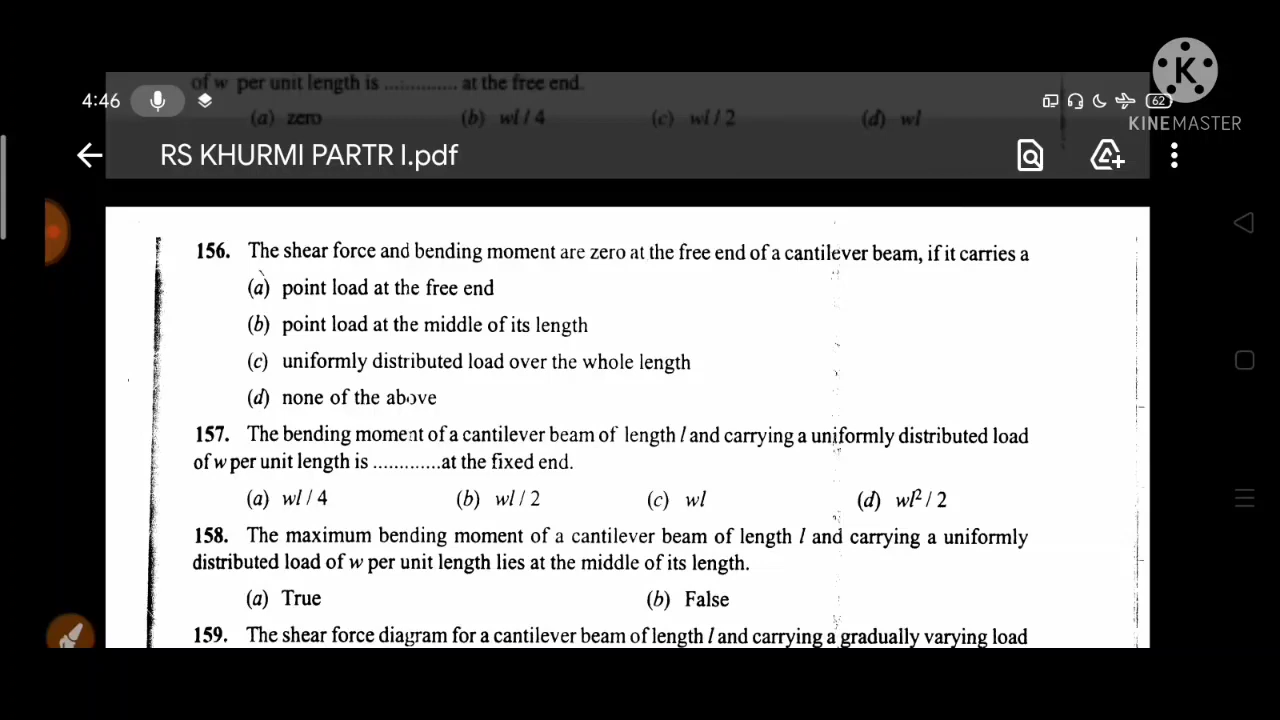 of w per unit length is ............. at the free end.
4:46
62
(a) zero (b) wl / 4 (c) wl / 2 (d) wl
KINEMASTER
RS KHURMI PARTR I.pdf
156. The shear force and bending moment are zero at the free end of a cantilever beam, if it carries a
(a) point load at the free end
(b) point load at the middle of its length
(c) uniformly distributed load over the whole length
(d) none of the above
157. The bending moment of a cantilever beam of length l and carrying a uniformly distributed load
of w per unit length is .............at the fixed end.
(a) wl / 4 (b) wl / 2 (c) wl (d) wl² / 2
158. The maximum bending moment of a cantilever beam of length l and carrying a uniformly
distributed load of w per unit length lies at the middle of its length.
(a) True (b) False
159. The shear force diagram for a cantilever beam of length l and carrying a gradually varying load